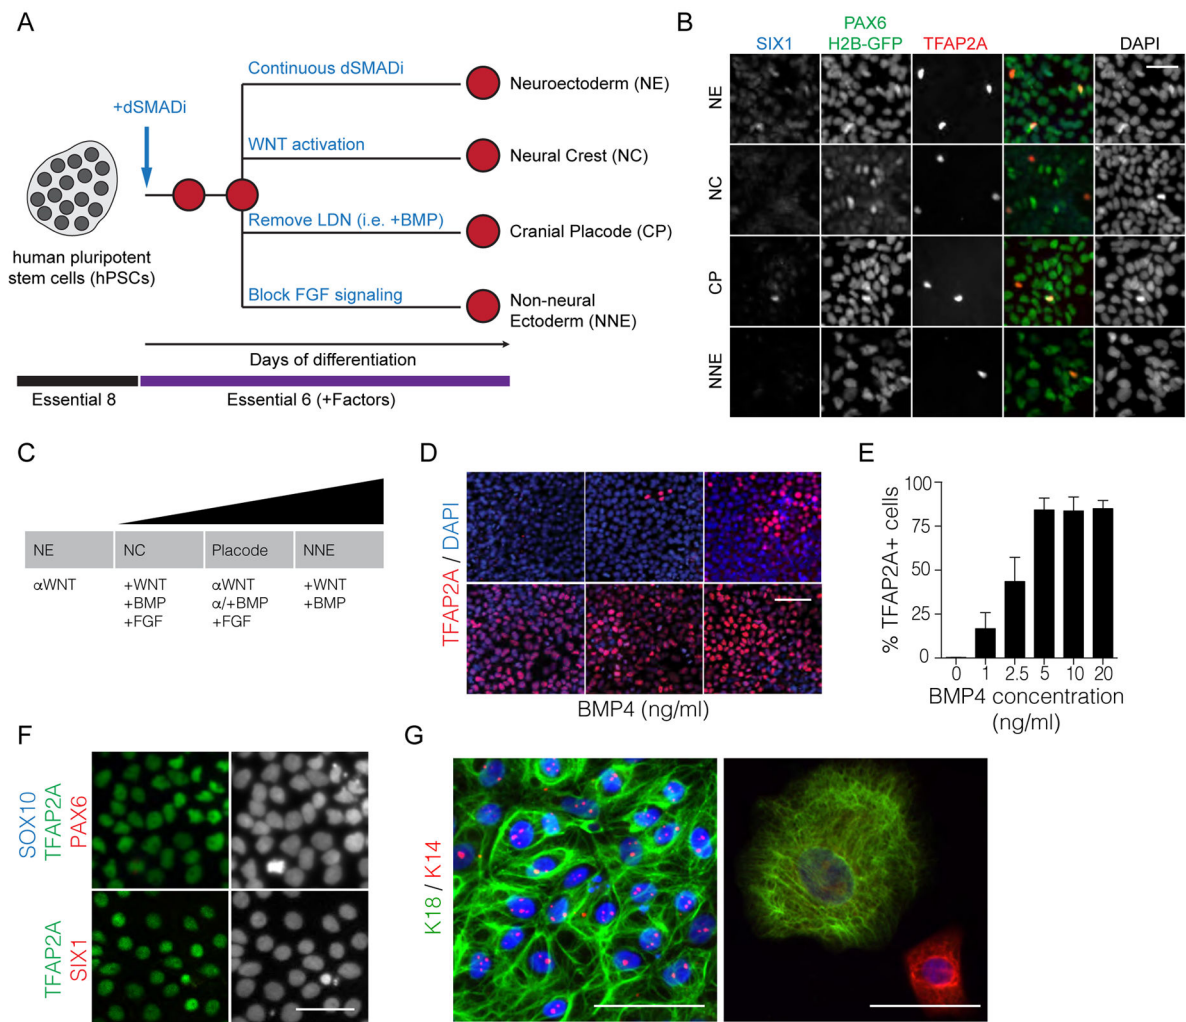 A
+dSMADi
human pluripotent
stem cells (hPSCs)
Continuous dSMADi
WNT activation
Remove LDN (i.e. +BMP)
Block FGF signaling
Neuroectoderm (NE)
Neural Crest (NC)
Cranial Placode (CP)
Non-neural
Ectoderm (NNE)
Days of differentiation
Essential 8
Essential 6 (+Factors)
B
PAX6
SIX1 H2B-GFP TFAP2A DAPI
NE
NC
CP
NNE
C
NE NC Placode NNE
αWNT +WNT αWNT +WNT
+BMP α/+BMP +BMP
+FGF +FGF
D
TFAP2A / DAPI
BMP4 (ng/ml)
E
% TFAP2A+ cells
100
75
50
25
0
0 1 2.5 5 10 20
BMP4 concentration
(ng/ml)
F
SOX10
TFAP2A
PAX6
TFAP2A
SIX1
G
K18 / K14